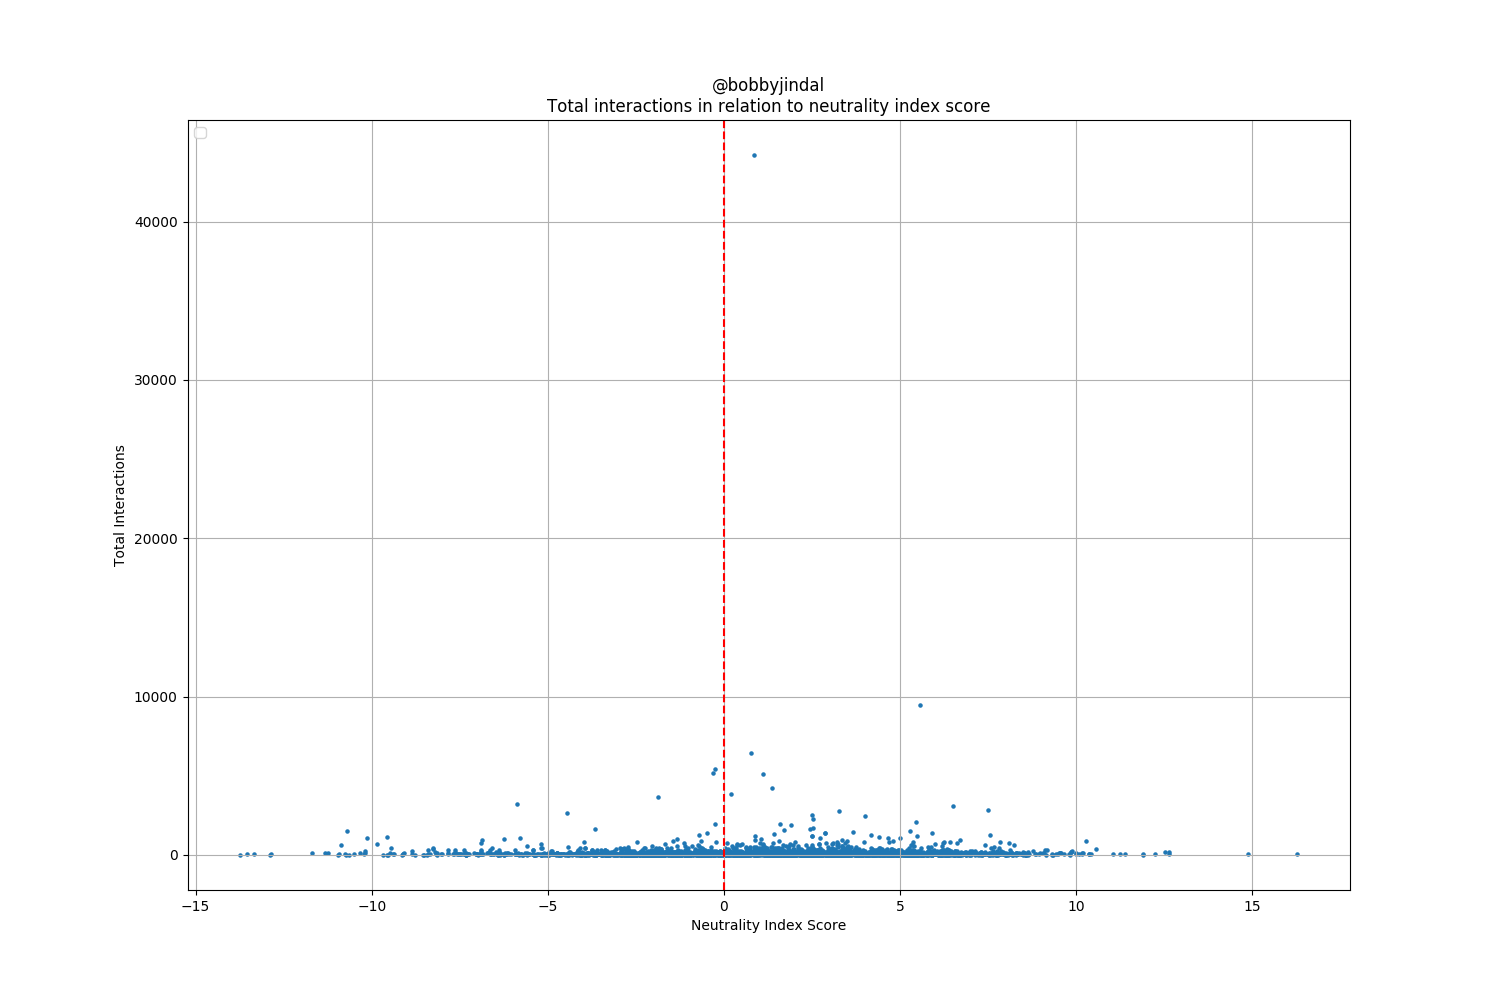 @bobbyjindal
Total interactions in relation to neutrality index score
40000
30000
20000
10000
0
Total Interactions
−15 −10 −5 0 5 10 15
Neutrality Index Score